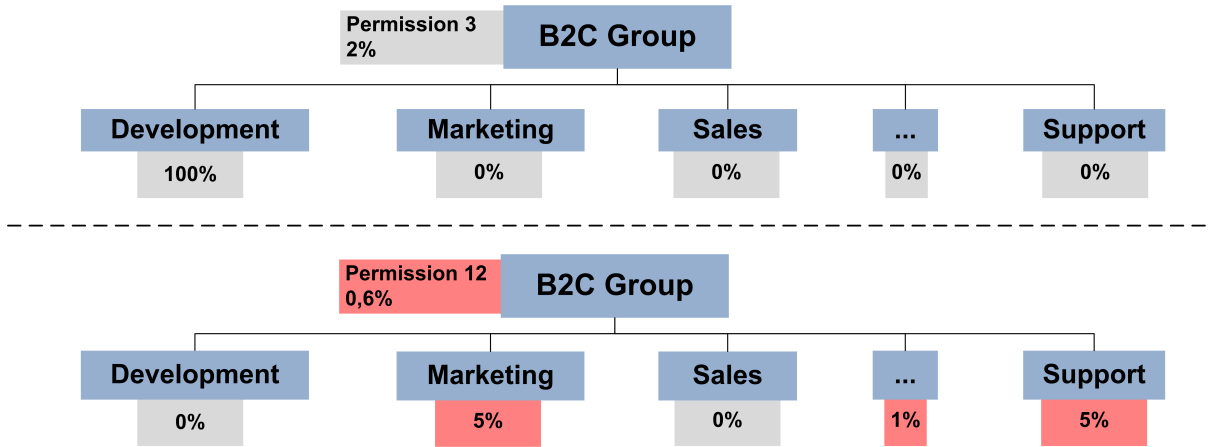 Permission 3
2%
B2C Group
Development
Marketing
Sales
...
Support
100%
0%
0%
0%
0%
Permission 12
0,6%
B2C Group
Development
Marketing
Sales
...
Support
0%
5%
0%
1%
5%